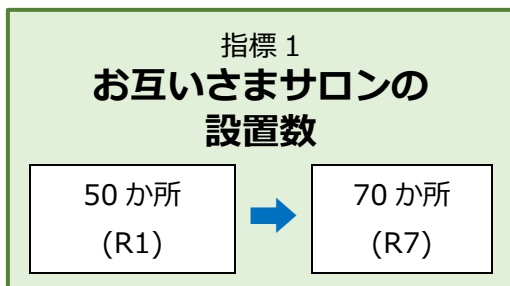 指標 1
お互いさまサロンの
設置数
50 か所
(R1)
70 か所
(R7)